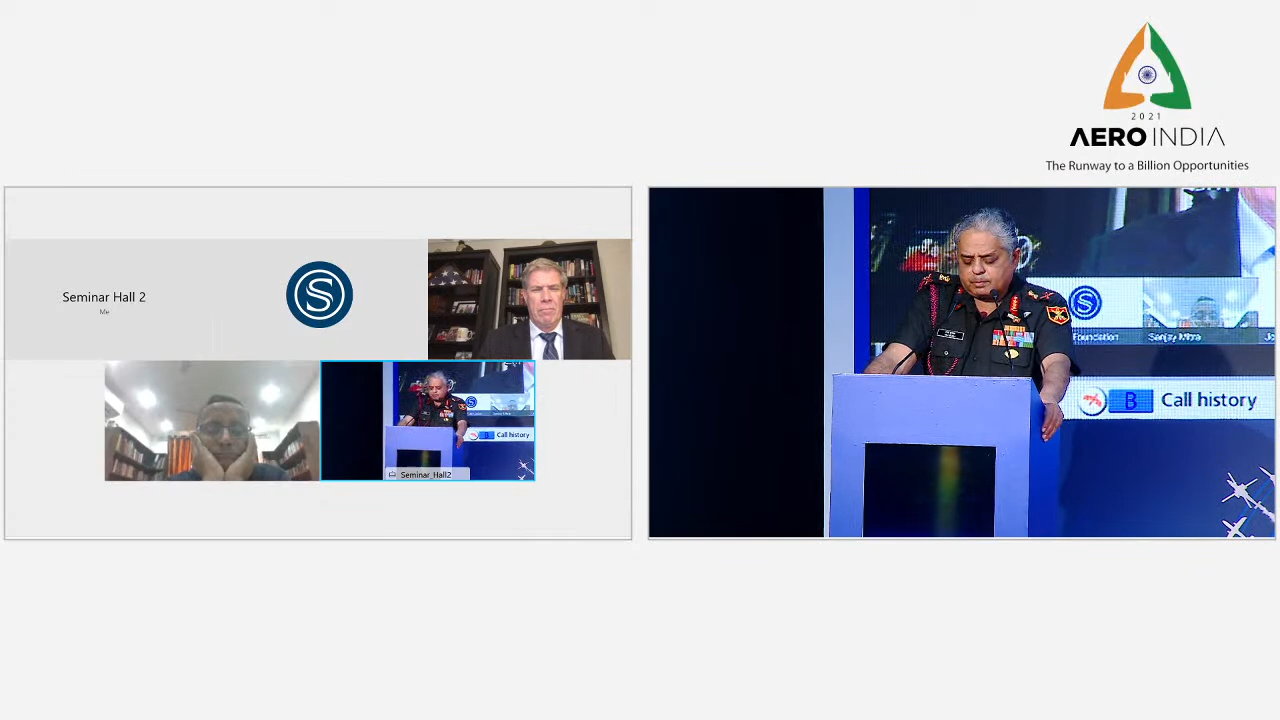 2021
AERO INDIA
The Runway to a Billion Opportunities
Seminar Hall 2
Me
Foundation
Sanjay Mitra
Call history
B
Call history
B
Seminar_Hall2